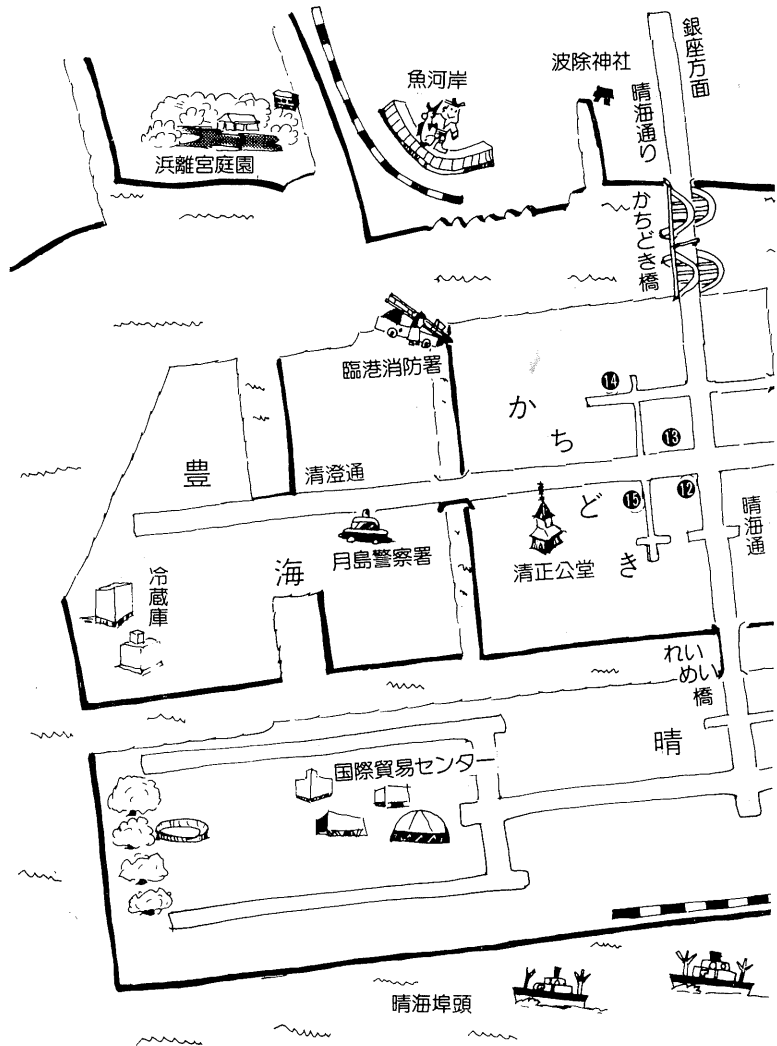 銀座方面
晴海通り
波除神社
魚河岸
浜離宮庭園
かちどき橋
臨港消防署
かちどき
⑭
⑬
⑮
⑫
豊海
清澄通
月島警察署
清正公堂
晴海通
冷蔵庫
れいめい橋
晴
国際貿易センター
晴海埠頭